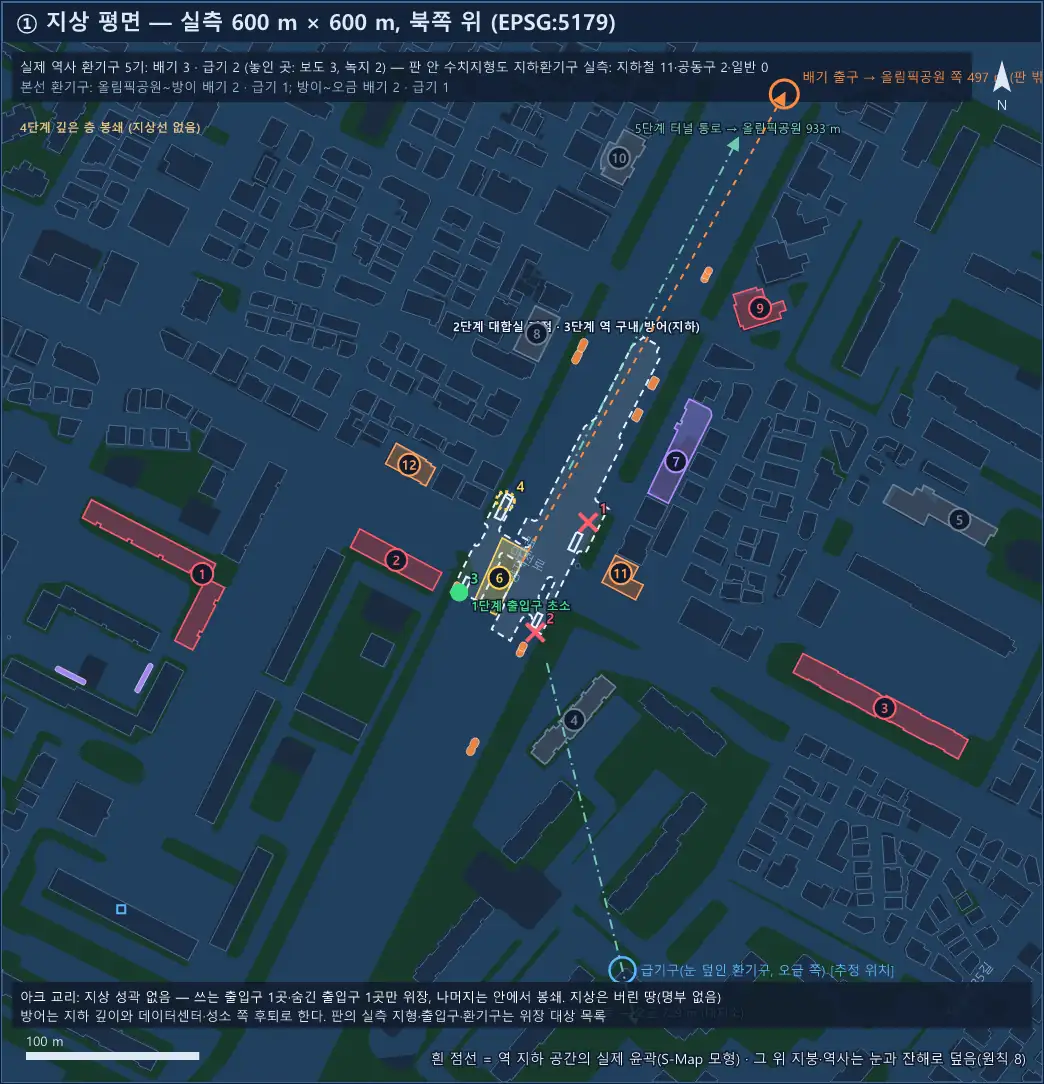 ① 지상 평면 — 실측 600 m × 600 m, 북쪽 위 (EPSG:5179)
실제 역사 환기구 5기: 배기 3 · 급기 2 (놓인 곳: 보도 3, 녹지 2) — 판 안 수치지형도 지하환기구 실측: 지하철 11·공동구 2·일반 0
본선 환기구: 올림픽공원~방이 배기 2 · 급기 1; 방이~오금 배기 2 · 급기 1
배기 출구 → 올림픽공원 쪽 497
(판 밖
N
4단계 깊은 층 봉쇄 (지상선 없음)
5단계 터널 통로 → 올림픽공원 933 m
10
9
2단계 대합실
· 3단계 역 구내 방어(지하)
8
7
12
4
1
5
1
2
3
6
11
1단계 출입구 초소
2
3
4
급기구(눈 덮인 환기구, 오금 쪽) [추정 위치]
아크 교리: 지상 성곽 없음 — 쓰는 출입구 1곳·숨긴 출입구 1곳만 위장, 나머지는 안에서 봉쇄. 지상은 버린 땅(명부 없음)
방어는 지하 깊이와 데이터센터·성소 쪽 후퇴로 한다. 판의 실측 지형·출입구·환기구는 위장 대상 목록
100 m
흰 점선 = 역 지하 공간의 실제 윤곽(S-Map 모형) · 그 위 지붕·역사는 눈과 잔해로 덮음(원칙 8)